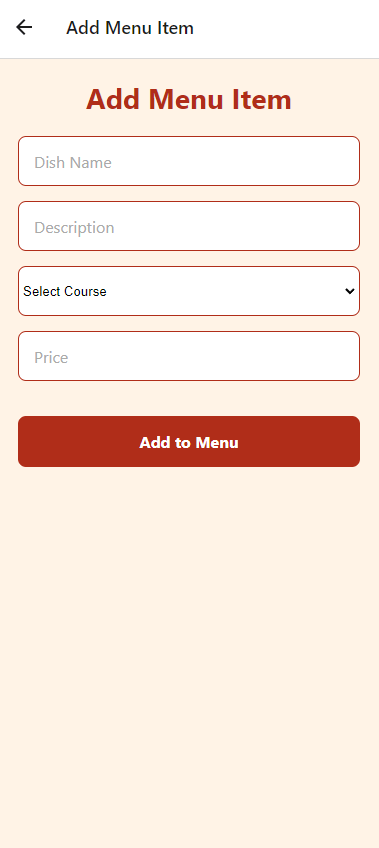 Add Menu Item
Add Menu Item
Dish Name
Description
Select Course
Price
Add to Menu